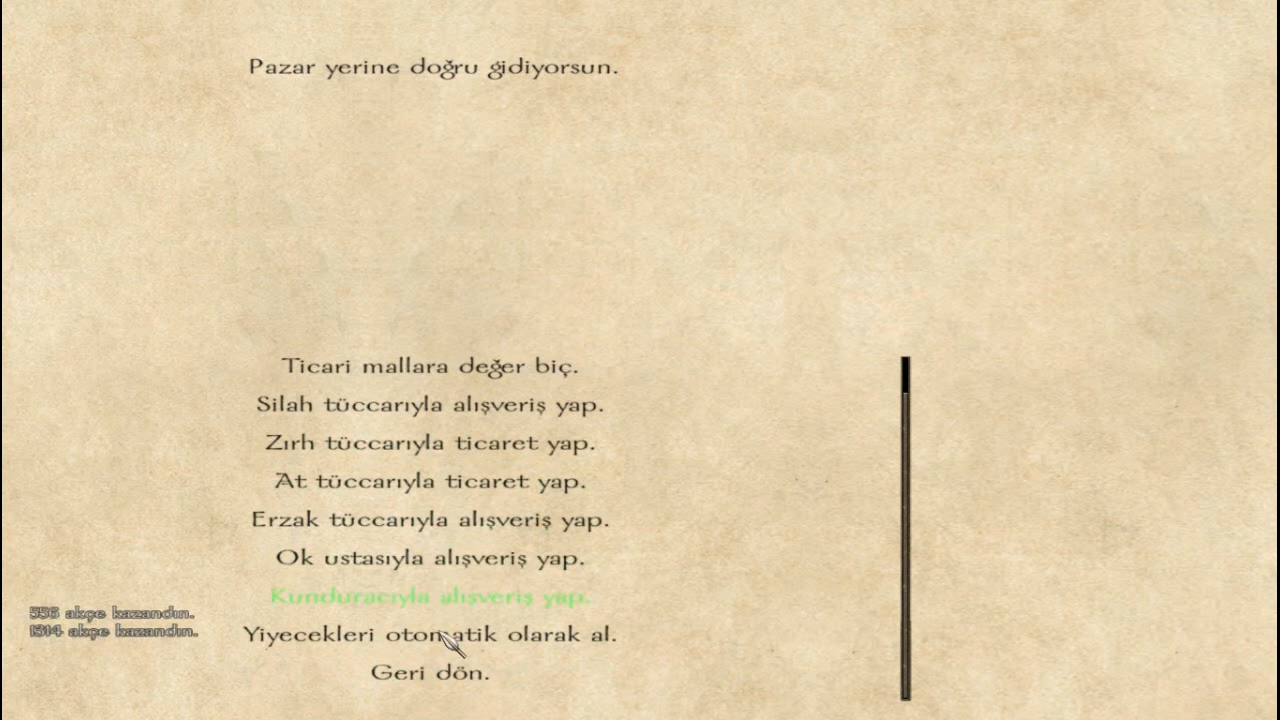 Pazar yerine doğru gidiyorsun.
Ticari mallara değer biç.
Silah tüccarıyla alışveriş yap.
Zırh tüccarıyla ticaret yap.
At tüccarıyla ticaret yap.
Erzak tüccarıyla alışveriş yap.
Ok ustasıyla alışveriş yap.
Kunduracıyla alışveriş yap.
556 akçe kazandın.
1314 akçe kazandın.
Yiyecekleri otomatik olarak al.
Geri dön.